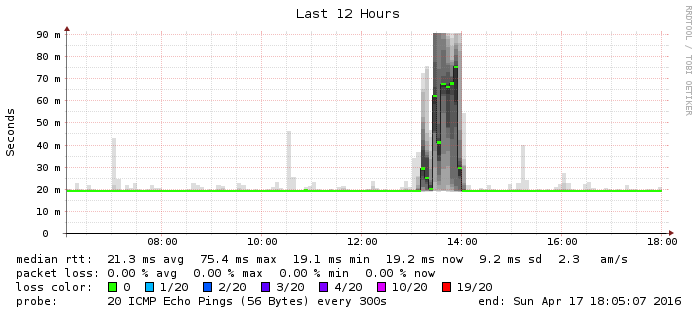 Last 12 Hours
RRDTOOL / TOBI OETIKER
Seconds
90 m
80 m
70 m
60 m
50 m
40 m
30 m
20 m
10 m
0
08:00 10:00 12:00 14:00 16:00 18:00
median rtt: 21.3 ms avg 75.4 ms max 19.1 ms min 19.2 ms now 9.2 ms sd 2.3 am/s
packet loss: 0.00 % avg 0.00 % max 0.00 % min 0.00 % now
loss color: 0 1/20 2/20 3/20 4/20 10/20 19/20
probe: 20 ICMP Echo Pings (56 Bytes) every 300s end: Sun Apr 17 18:05:07 2016